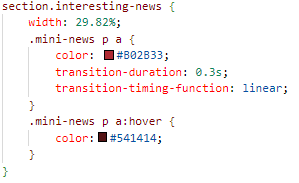 section.interesting-news {
width: 29.82%;
.mini-news p a {
color: #B02B33;
transition-duration: 0.3s;
transition-timing-function: linear;
}
.mini-news p a:hover {
color: #541414;
}
}